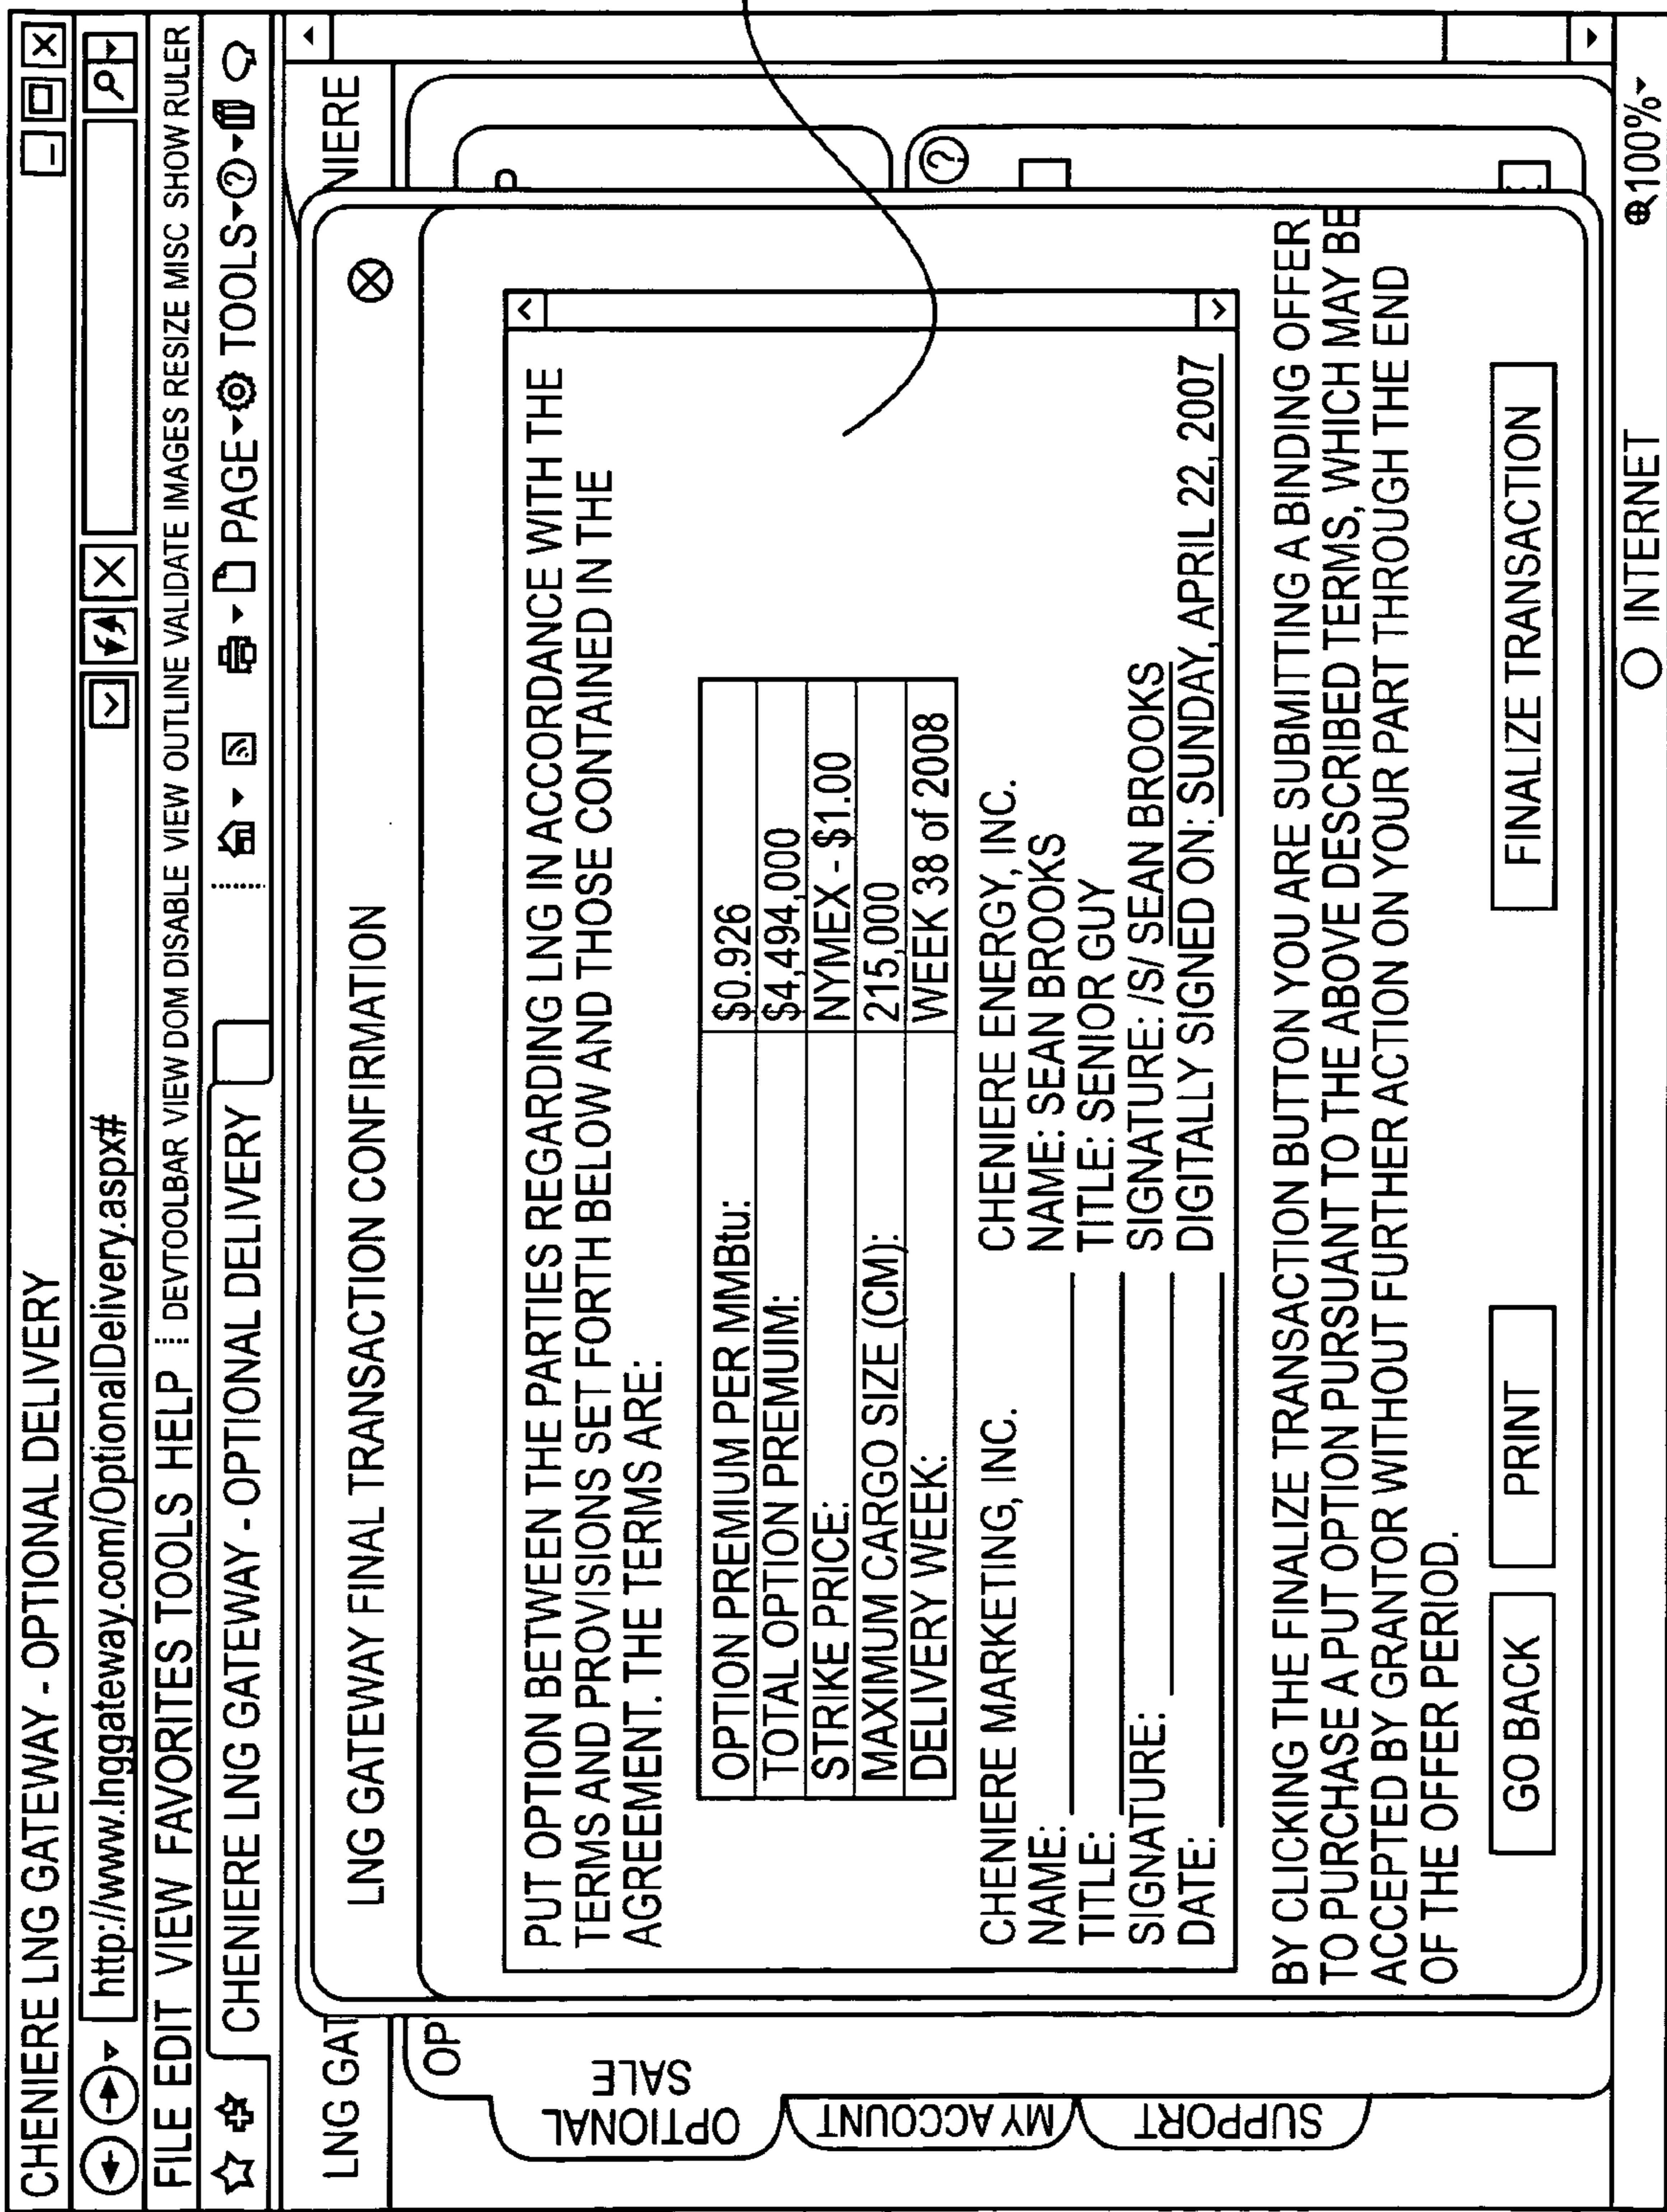 CHENIERE LNG GATEWAY - OPTIONAL DELIVERY
http://www.lnggateway.com/OptionalDelivery.aspx#
FILE EDIT VIEW FAVORITES TOOLS HELP DEVTOOLBAR VIEW DOM DISABLE VIEW OUTLINE VALIDATE IMAGES RESIZE MISC SHOW RULER
CHENIERE LNG GATEWAY - OPTIONAL DELIVERY PAGE TOOLS
LNG GAT NIERE
LNG GATEWAY FINAL TRANSACTION CONFIRMATION
OP
PUT OPTION BETWEEN THE PARTIES REGARDING LNG IN ACCORDANCE WITH THE
TERMS AND PROVISIONS SET FORTH BELOW AND THOSE CONTAINED IN THE
AGREEMENT. THE TERMS ARE:
OPTION PREMIUM PER MMBtu: $0.926
TOTAL OPTION PREMUIM: $4,494,000
STRIKE PRICE: NYMEX - $1.00
MAXIMUM CARGO SIZE (CM): 215,000
DELIVERY WEEK: WEEK 38 of 2008
CHENIERE MARKETING, INC.
NAME:
TITLE:
SIGNATURE:
DATE:
CHENIERE ENERGY, INC.
NAME: SEAN BROOKS
TITLE: SENIOR GUY
SIGNATURE: /S/ SEAN BROOKS
DIGITALLY SIGNED ON: SUNDAY, APRIL 22, 2007
BY CLICKING THE FINALIZE TRANSACTION BUTTON YOU ARE SUBMITTING A BINDING OFFER
TO PURCHASE A PUT OPTION PURSUANT TO THE ABOVE DESCRIBED TERMS, WHICH MAY BE
ACCEPTED BY GRANTOR WITHOUT FURTHER ACTION ON YOUR PART THROUGH THE END
OF THE OFFER PERIOD.
GO BACK PRINT FINALIZE TRANSACTION
OPTIONAL
SALE
MY ACCOUNT
SUPPORT
INTERNET 100%